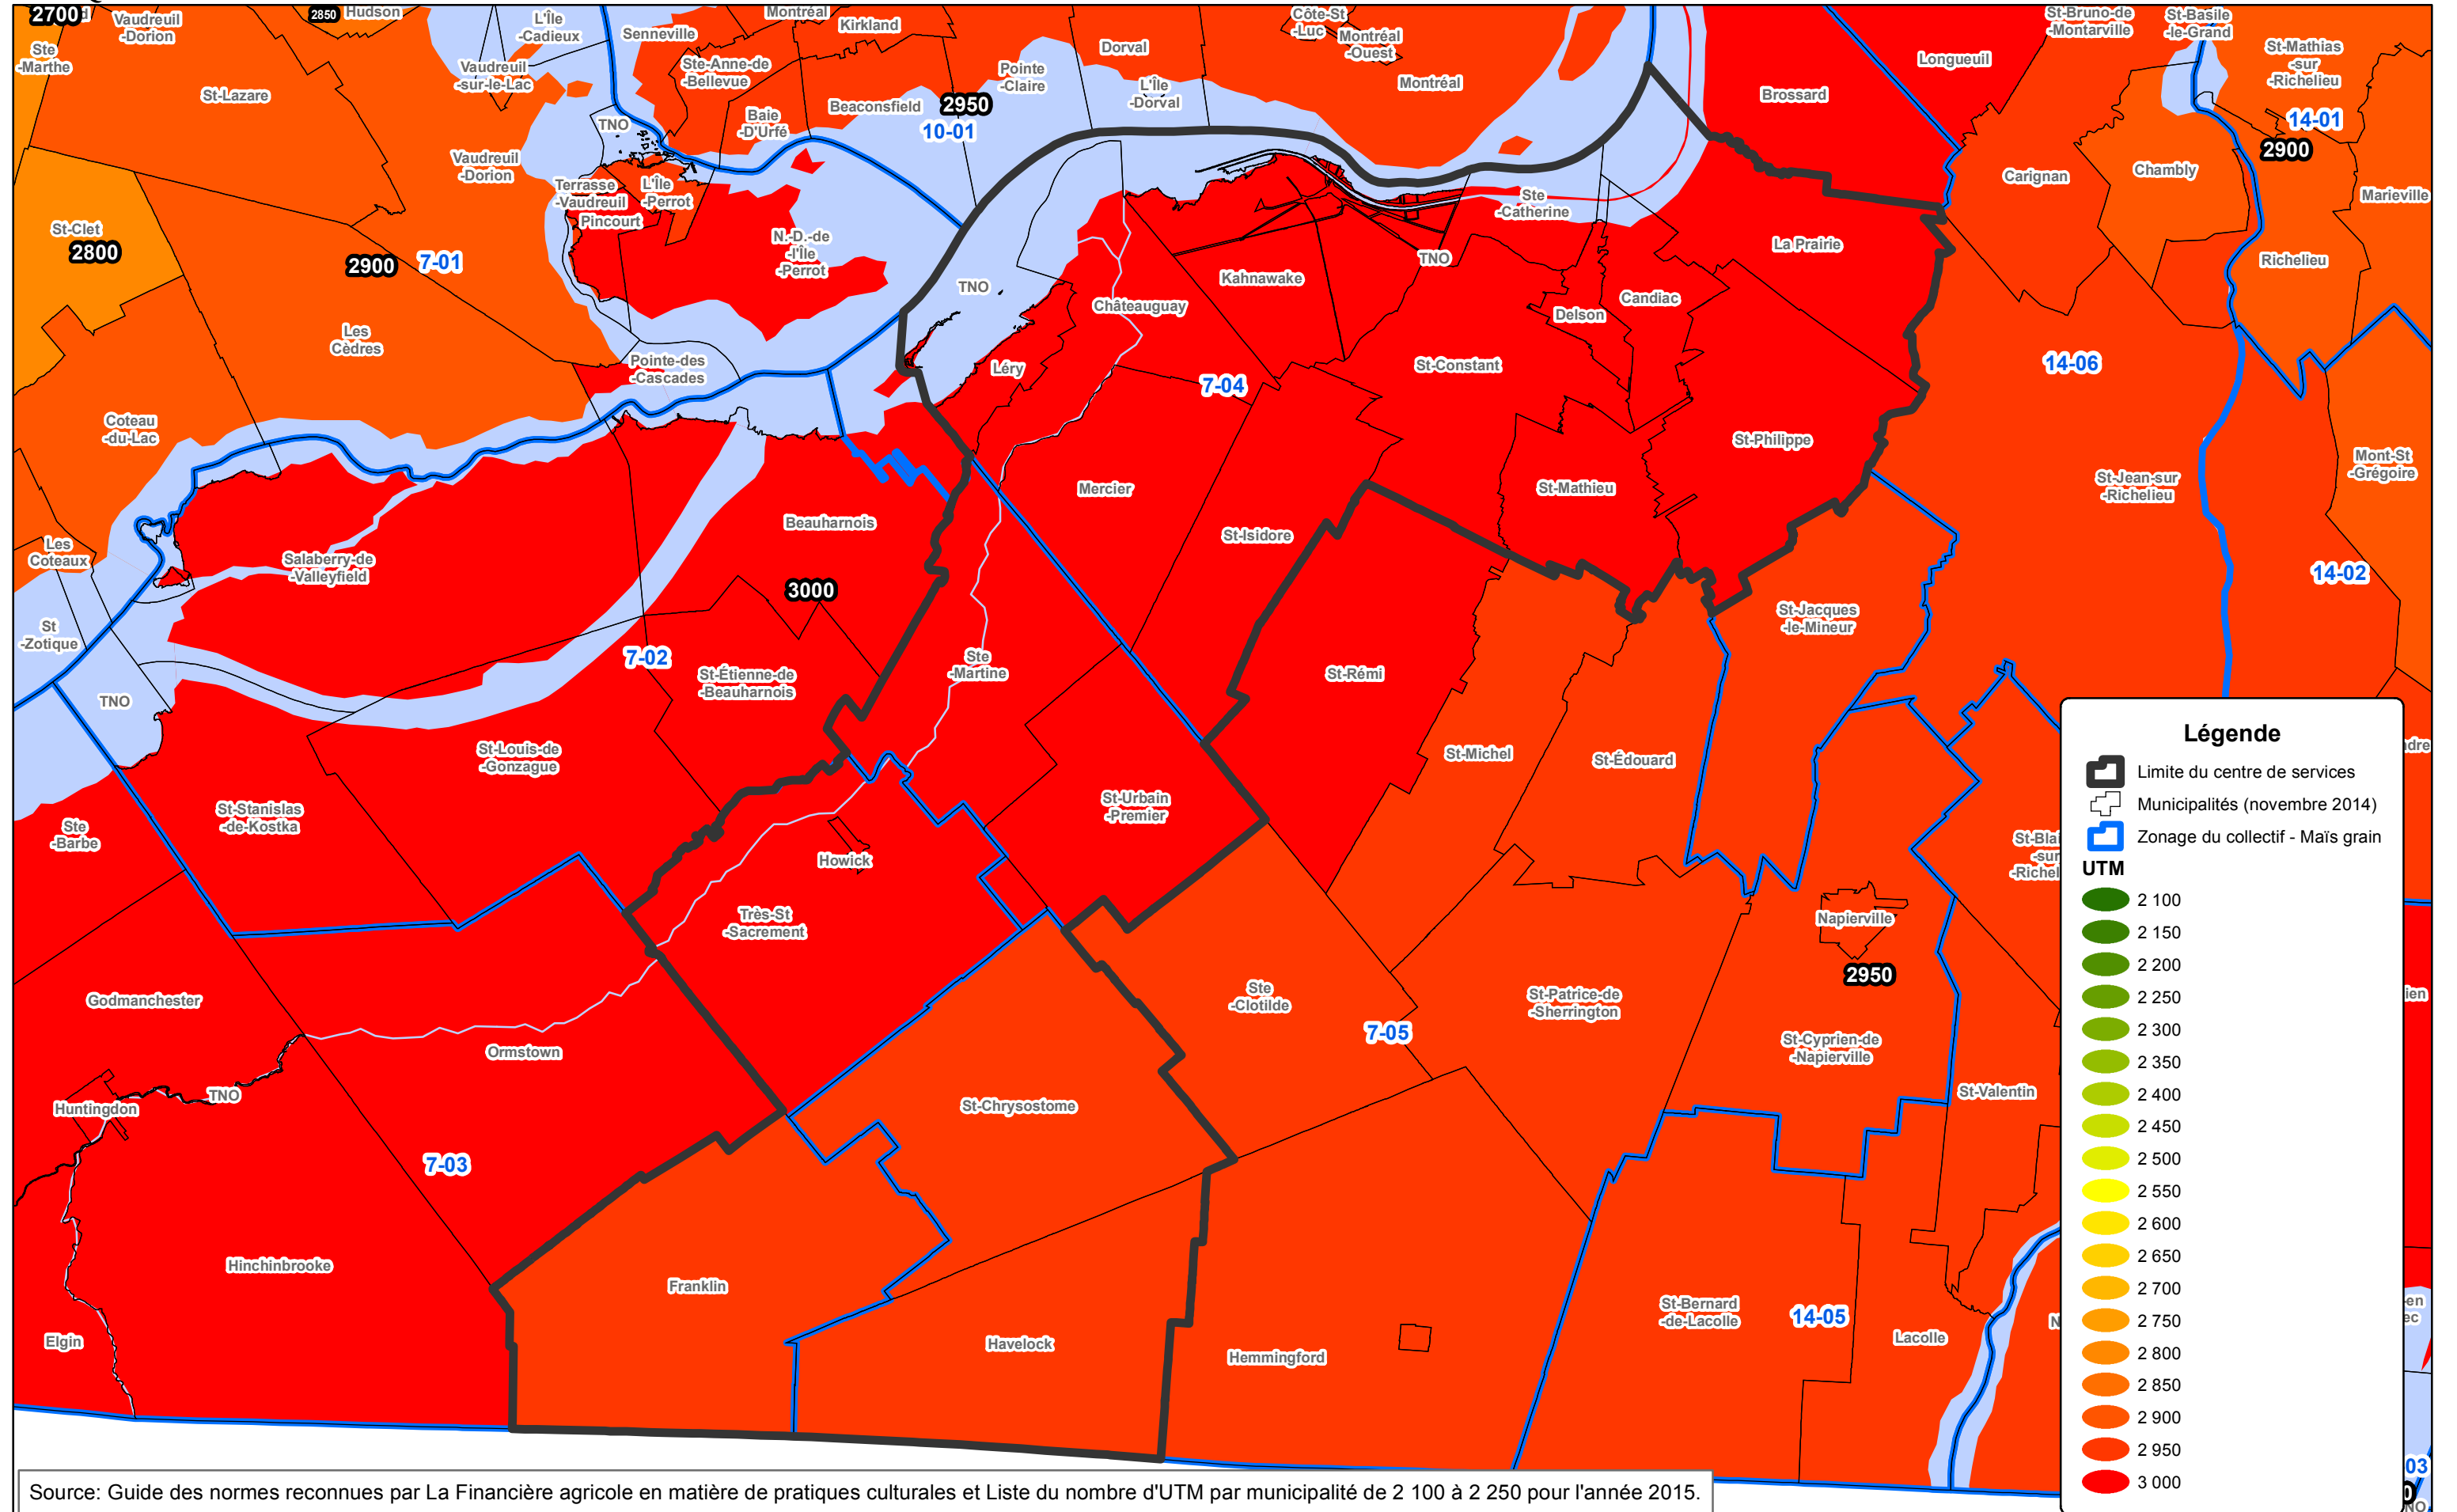 2700
Vaudreuil
-Dorion
2850
Hudson
L'Île
-Cadieux
Senneville
Montréal
Kirkland
Dorval
Côte-St
-Luc
Montréal
-Ouest
Longueuil
St-Bruno-de
-Montarville
St-Basile
-le-Grand
St-Mathias
-sur
-Richelieu
Ste
-Marthe
St-Lazare
Vaudreuil
-sur-le-Lac
Ste-Anne-de
-Bellevue
Pointe
-Claire
L'Île
-Dorval
Montréal
Brossard
Beaconsfield
2950
10-01
Baie
-D'Urfé
TNO
14-01
2900
Vaudreuil
-Dorion
Terrasse
-Vaudreuil
L'Île
-Perrot
Pincourt
Carignan
Chambly
Marieville
St-Clet
2800
2900
7-01
N.-D.-de
-l'Île
-Perrot
TNO
Ste
-Catherine
TNO
La Prairie
Richelieu
Kahnawake
Châteauguay
Candiac
Delson
Les
Cèdres
Pointe-des
-Cascades
Léry
7-04
St-Constant
14-06
Coteau
-du-Lac
St-Philippe
Mont-St
-Grégoire
St-Jean-sur
-Richelieu
Mercier
St-Mathieu
Beauharnois
St-Isidore
Les
Coteaux
Salaberry-de
-Valleyfield
3000
14-02
St
-Zotique
7-02
St-Jacques
-le-Mineur
Ste
-Martine
St-Étienne-de
-Beauharnois
St-Rémi
TNO
St-Louis-de
-Gonzague
St-Michel
St-Édouard
St-Urbain
-Premier
St-Stanislas
-de-Kostka
Ste
-Barbe
Howick
Très-St
-Sacrement
Napierville
2950
Godmanchester
Ste
-Clotilde
St-Patrice-de
-Sherrington
7-05
St-Cyprien-de
-Napierville
Ormstown
TNO
Huntingdon
St-Chrysostome
St-Valentin
7-03
Hinchinbrooke
Franklin
Elgin
Havelock
Hemmingford
St-Bernard
-de-Lacolle
14-05
Lacolle
Légende
Limite du centre de services
Municipalités (novembre 2014)
Zonage du collectif - Maïs grain
UTM
2 100
2 150
2 200
2 250
2 300
2 350
2 400
2 450
2 500
2 550
2 600
2 650
2 700
2 750
2 800
2 850
2 900
2 950
3 000
Source: Guide des normes reconnues par La Financière agricole en matière de pratiques culturales et Liste du nombre d'UTM par municipalité de 2 100 à 2 250 pour l'année 2015.